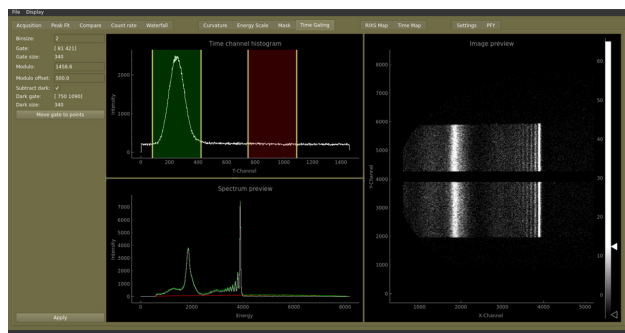 File Display
Acquisition Peak Fit Compare Count rate Waterfall Curvature Energy Scale Mask Time Gating RIXS Map Time Map Settings PFY
Binsize: 2
Gate: [ 81 421]
Gate size: 340
Modulo: 1458.6
Modulo offset: 500.0
Subtract dark:
Dark gate: [ 750 1090]
Dark size: 340
Move gate to points
Apply
Time channel histogram
Intensity
2000
1000
0
0 200 400 600 800 1000 1200 1400
T-Channel
Spectrum preview
Intensity
7000
6000
5000
4000
3000
2000
1000
0
0 2000 4000 6000 8000
Energy
Image preview
Y-Channel
8000
7000
6000
5000
4000
3000
2000
1000
0
1000 2000 3000 4000 5000
X-Channel
60
50
40
30
20
10
0